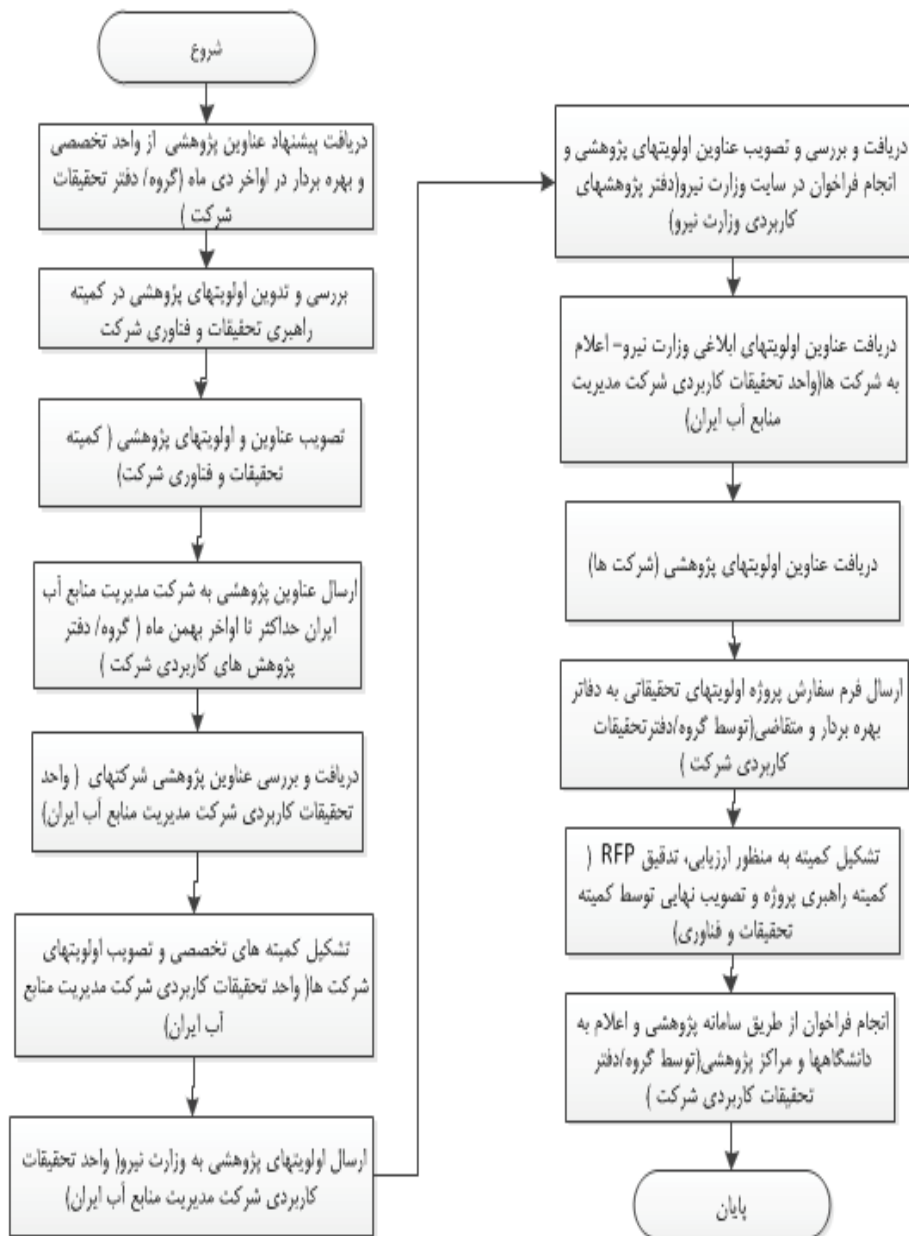 شروع
دریافت پیشنهاد عناوین پژوهشی از واحد تخصصی
و بهره بردار در اواخر دی ماه (گروه/ دفتر تحقیقات
شرکت )
بررسی و تدوین اولویتهای پژوهشی در کمیته
راهبری تحقیقات و فناوری شرکت
تصویب عناوین و اولویتهای پژوهشی ( کمیته
تحقیقات و فناوری شرکت)
ارسال عناوین پژوهشی به شرکت مدیریت منابع آب
ایران حداکثر تا اواخر بهمن ماه ( گروه/ دفتر
پژوهش های کاربردی شرکت )
دریافت و بررسی عناوین پژوهشی شرکتهای ( واحد
تحقیقات کاربردی شرکت مدیریت منابع آب ایران)
تشکیل کمیته های تخصصی و تصویب اولویتهای
شرکت ها( واحد تحقیقات کاربردی شرکت مدیریت منابع
آب ایران)
ارسال اولویتهای پژوهشی به وزارت نیرو( واحد تحقیقات
کاربردی شرکت مدیریت منابع آب ایران)
دریافت و بررسی و تصویب عناوین اولویتهای پژوهشی و
انجام فراخوان در سایت وزارت نیرو(دفتر پژوهشهای
کاربردی وزارت نیرو)
دریافت عناوین اولویتهای ابلاغی وزارت نیرو– اعلام
به شرکت ها(واحد تحقیقات کاربردی شرکت مدیریت
منابع آب ایران)
دریافت عناوین اولویتهای پژوهشی (شرکت ها)
ارسال فرم سفارش پروژه اولویتهای تحقیقاتی به دفاتر
بهره بردار و متقاضی(توسط گروه/دفترتحقیقات
کاربردی شرکت )
تشکیل کمیته به منظور ارزیابی، تدقیق RFP (
کمیته راهبری پروژه و تصویب نهایی توسط کمیته
تحقیقات و فناوری)
انجام فراخوان از طریق سامانه پژوهشی و اعلام به
دانشگاهها و مراکز پژوهشی(توسط گروه/دفتر
تحقیقات کاربردی شرکت )
پایان